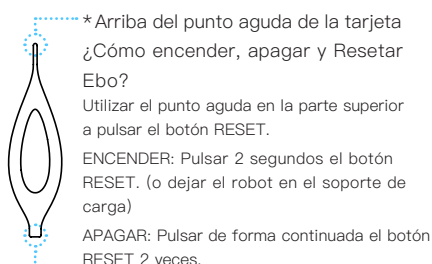 *Arriba del punto aguda de la tarjeta
¿Cómo encender, apagar y Resetar
Ebo?
Utilizar el punto aguda en la parte superior
a pulsar el botón RESET.
ENCENDER: Pulsar 2 segundos el botón
RESET. (o dejar el robot en el soporte de
carga)
APAGAR: Pulsar de forma continuada el botón
RESET 2 veces.